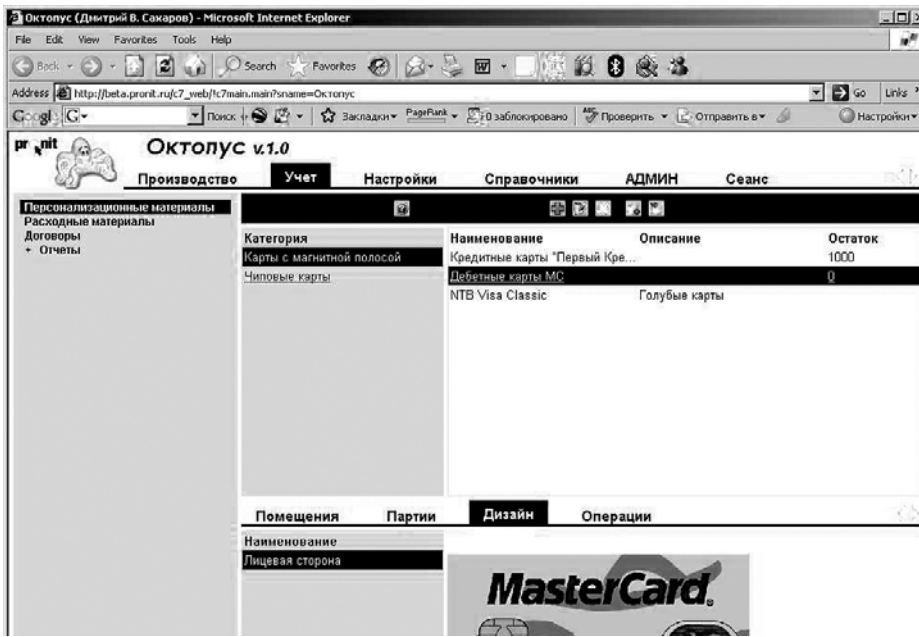 Октопус (Дмитрий В. Сахаров) - Microsoft Internet Explorer
File Edit View Favorites Tools Help
Back Search Favorites
Address http://beta.pronit.ru/c7_web/!c7main.main?sname=Октопус Go Links
Google G Поиск Закладки PageRank 0 заблокировано Проверить Отправить в Настройки
pronit Октопус v.1.0
Производство Учет Настройки Справочники АДМИН Сеанс
Персонализационные материалы
Расходные материалы
Договоры
+ Отчеты
Категория Наименование Описание Остаток
Карты с магнитной полосой Кредитные карты "Первый Кре... 1000
Чиповые карты Дебетные карты МС 0
NTB Visa Classic Голубые карты
Помещения Партии Дизайн Операции
Наименование
Лицевая сторона
MasterCard®